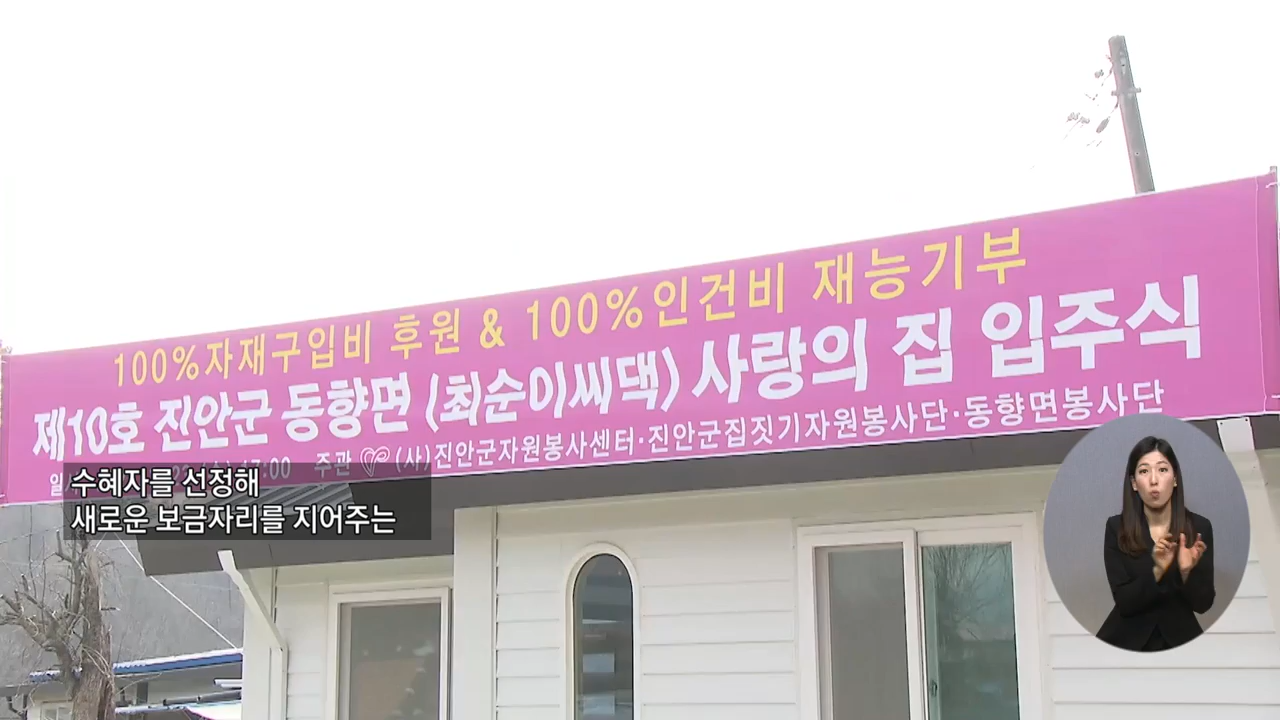 100%자재구입비 후원 & 100%인건비 재능기부
제10호 진안군 동향면 (최순이씨댁) 사랑의 집 입주식
주관 (사)진안군자원봉사센터·진안군집짓기자원봉사단·동향면봉사단
수혜자를 선정해
새로운 보금자리를 지어주는